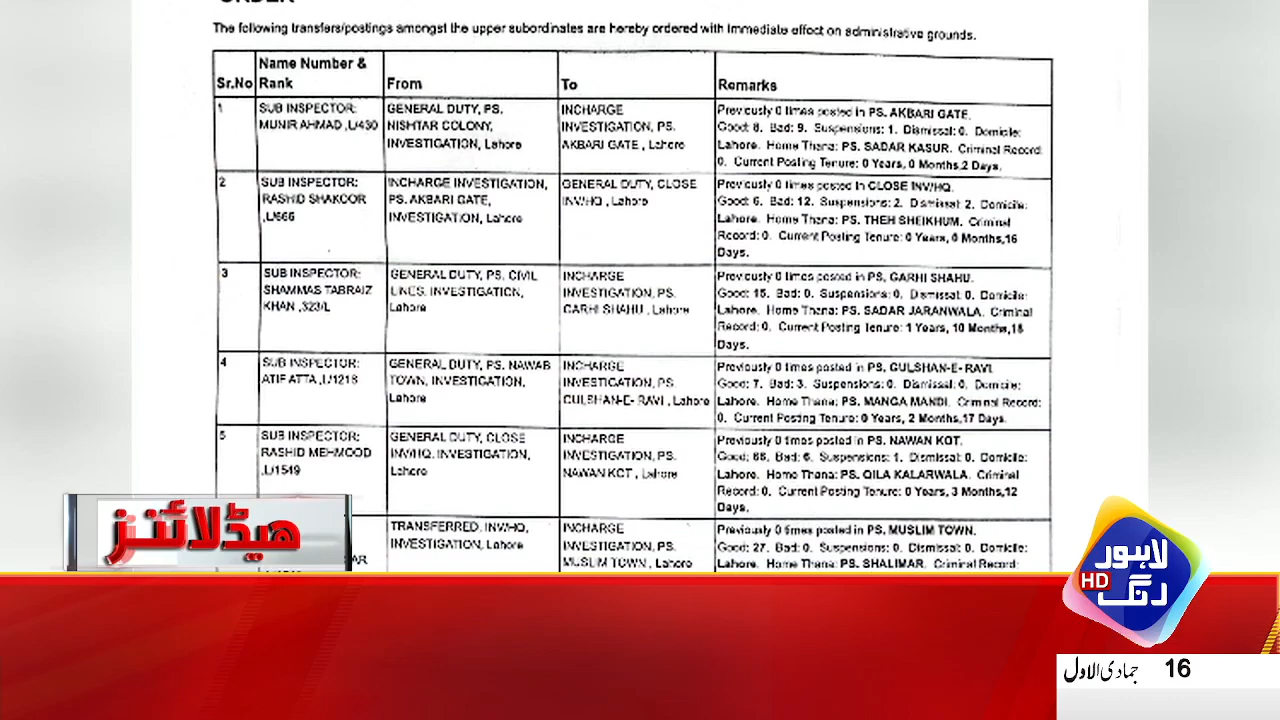 ORDER
The following transfers/postings amongst the upper subordinates are hereby ordered with immediate effect on administrative grounds.
Sr.No Name Number & Rank From To Remarks
1
SUB INSPECTOR:
MUNIR AHMAD ,L/430
GENERAL DUTY, PS.
NISHTAR COLONY,
INVESTIGATION, Lahore
INCHARGE
INVESTIGATION, PS.
AKBARI GATE , Lahore
Previously 0 times posted in PS. AKBARI GATE.
Good: 8. Bad: 9. Suspensions: 1. Dismissal: 0. Domicile:
Lahore. Home Thana: PS. SADAR KASUR. Criminal Record:
0. Current Posting Tenure: 0 Years, 0 Months,2 Days.
2
SUB INSPECTOR:
RASHID SHAKOOR
,L/666
INCHARGE INVESTIGATION,
PS. AKBARI GATE,
INVESTIGATION, Lahore
GENERAL DUTY, CLOSE
INV/HQ , Lahore
Previously 0 times posted in CLOSE INV/HQ.
Good: 6. Bad: 12. Suspensions: 2. Dismissal: 2. Domicile:
Lahore. Home Thana: PS. THEH SHEIKHUM. Criminal
Record: 0. Current Posting Tenure: 0 Years, 0 Months,16
Days.
3
SUB INSPECTOR:
SHAMMAS TABRAIZ
KHAN ,323/L
GENERAL DUTY, PS. CIVIL
LINES, INVESTIGATION,
Lahore
INCHARGE
INVESTIGATION, PS.
GARHI SHAHU , Lahore
Previously 0 times posted in PS. GARHI SHAHU.
Good: 15. Bad: 0. Suspensions: 0. Dismissal: 0. Domicile:
Lahore. Home Thana: PS. SADAR JARANWALA. Criminal
Record: 0. Current Posting Tenure: 1 Years, 10 Months,18
Days.
4
SUB INSPECTOR:
ATIF ATTA ,L/1218
GENERAL DUTY, PS. NAWAB
TOWN, INVESTIGATION,
Lahore
INCHARGE
INVESTIGATION, PS.
GULSHAN-E- RAVI , Lahore
Previously 0 times posted in PS. GULSHAN-E- RAVI.
Good: 7. Bad: 3. Suspensions: 0. Dismissal: 0. Domicile:
Lahore. Home Thana: PS. MANGA MANDI. Criminal Record:
0. Current Posting Tenure: 0 Years, 2 Months,17 Days.
5
SUB INSPECTOR:
RASHID MEHMOOD
,L/1549
GENERAL DUTY, CLOSE
INV/HQ, INVESTIGATION,
Lahore
INCHARGE
INVESTIGATION, PS.
NAWAN KOT , Lahore
Previously 0 times posted in PS. NAWAN KOT.
Good: 66. Bad: 6. Suspensions: 1. Dismissal: 0. Domicile:
Lahore. Home Thana: PS. QILA KALARWALA. Criminal
Record: 0. Current Posting Tenure: 0 Years, 3 Months,12
Days.
TRANSFERRED, INV/HQ,
INVESTIGATION, Lahore
INCHARGE
INVESTIGATION, PS.
MUSLIM TOWN , Lahore
Previously 0 times posted in PS. MUSLIM TOWN.
Good: 27. Bad: 0. Suspensions: 0. Dismissal: 0. Domicile:
Lahore. Home Thana: PS. SHALIMAR. Criminal Record:
ہیڈلائنز
لاہور
رنگ HD
16 جمادی الاول